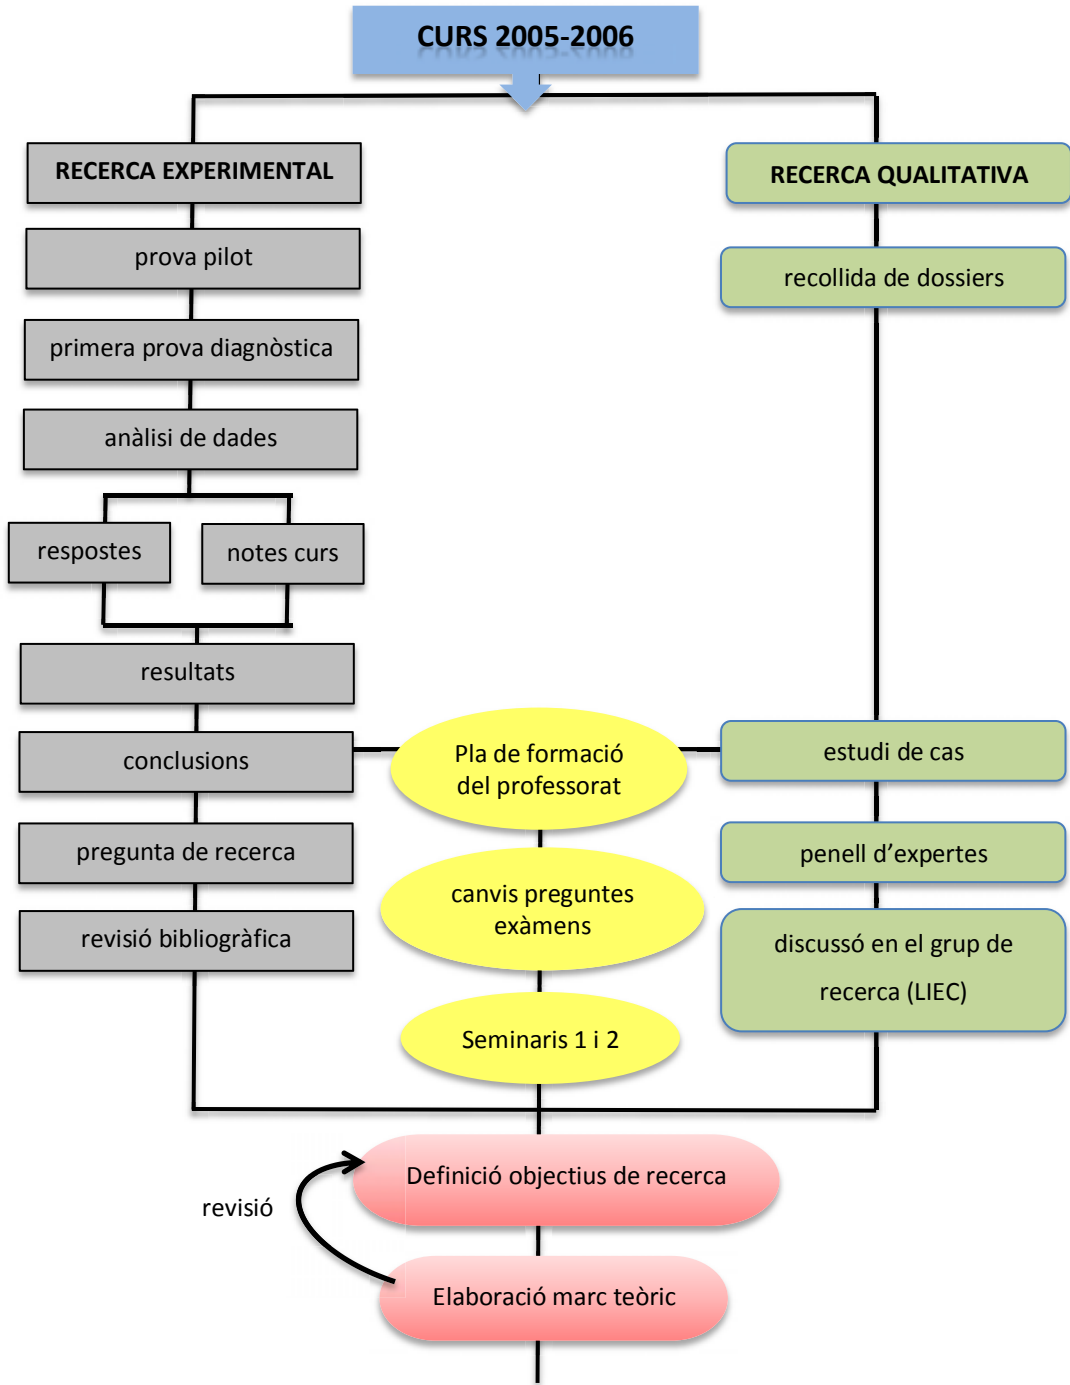 CURS 2005-2006
RECERCA EXPERIMENTAL
RECERCA QUALITATIVA
prova pilot
recollida de dossiers
primera prova diagnòstica
anàlisi de dades
respostes
notes curs
resultats
conclusions
Pla de formació
del professorat
estudi de cas
pregunta de recerca
canvis preguntes
exàmens
penell d’expertes
revisió bibliogràfica
discussó en el grup de
recerca (LIEC)
Seminaris 1 i 2
Definició objectius de recerca
revisió
Elaboració marc teòric